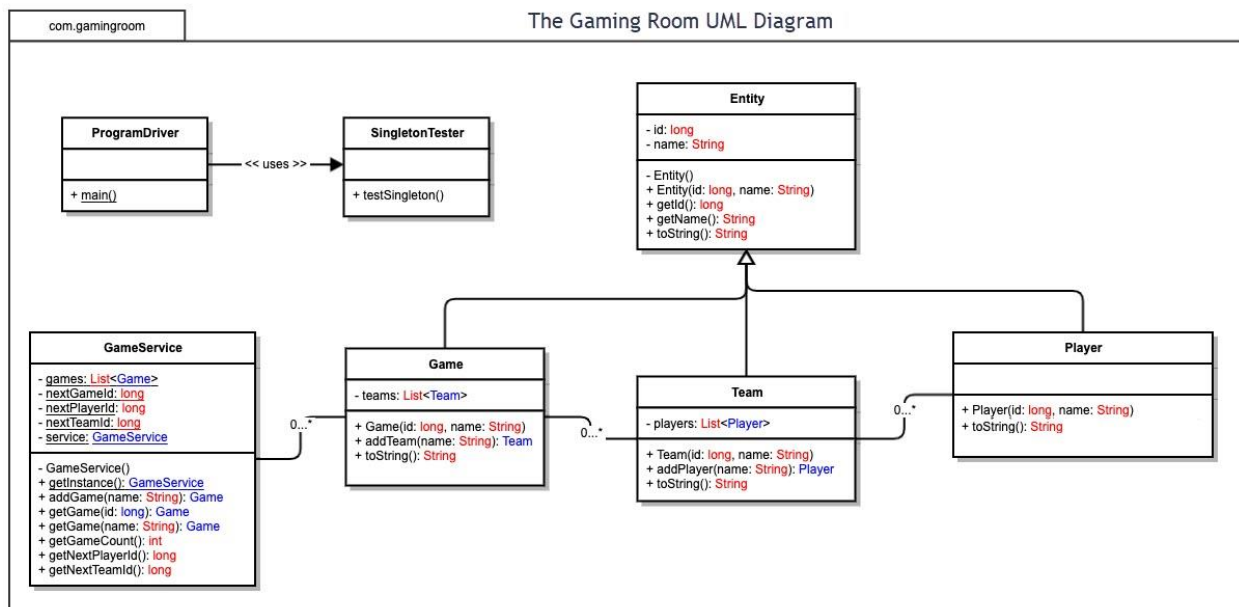 com.gamingroom
The Gaming Room UML Diagram
ProgramDriver
+ main()
<< uses >>
SingletonTester
+ testSingleton()
Entity
- id: long
- name: String
- Entity()
+ Entity(id: long, name: String)
+ getId(): long
+ getName(): String
+ toString(): String
GameService
- games: List<Game>
- nextGameId: long
- nextPlayerId: long
- nextTeamId: long
- service: GameService
- GameService()
+ getInstance(): GameService
+ addGame(name: String): Game
+ getGame(id: long): Game
+ getGame(name: String): Game
+ getGameCount(): int
+ getNextPlayerId(): long
+ getNextTeamId(): long
0...*
Game
- teams: List<Team>
+ Game(id: long, name: String)
+ addTeam(name: String): Team
+ toString(): String
0...*
Team
- players: List<Player>
+ Team(id: long, name: String)
+ addPlayer(name: String): Player
+ toString(): String
0...*
Player
+ Player(id: long, name: String)
+ toString(): String